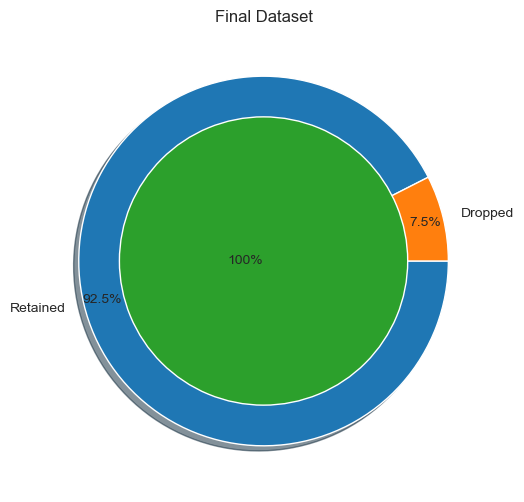 Final Dataset
Dropped
7.5%
100%
92.5%
Retained